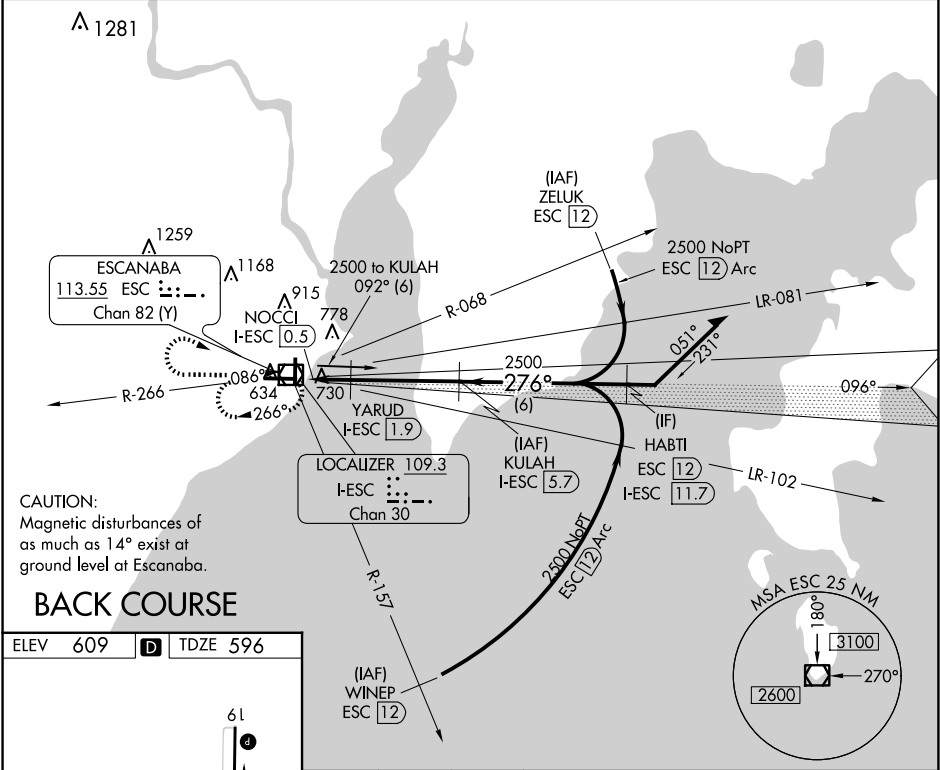 1281
(IAF)
ZELUK
ESC 12
2500 NoPT
ESC 12 Arc
1259
ESCANABA
113.55 ESC
Chan 82 (Y)
1168
915
778
2500 to KULAH
092° (6)
R-068
LR-081
NOCCI
I-ESC 0.5
051°
231°
2500
276°
(6)
086°
634
730
096°
R-266
266°
YARUD
I-ESC 1.9
(IF)
HABTI
ESC 12
I-ESC 11.7
(IAF)
KULAH
I-ESC 5.7
LR-102
LOCALIZER 109.3
I-ESC
Chan 30
CAUTION:
Magnetic disturbances of
as much as 14° exist at
ground level at Escanaba.
2500 NoPT
ESC 12 Arc
R-157
BACK COURSE
MSA ESC 25 NM
180°
3100
270°
2600
ELEV 609 D TDZE 596
(IAF)
WINEP
ESC 12
19
P